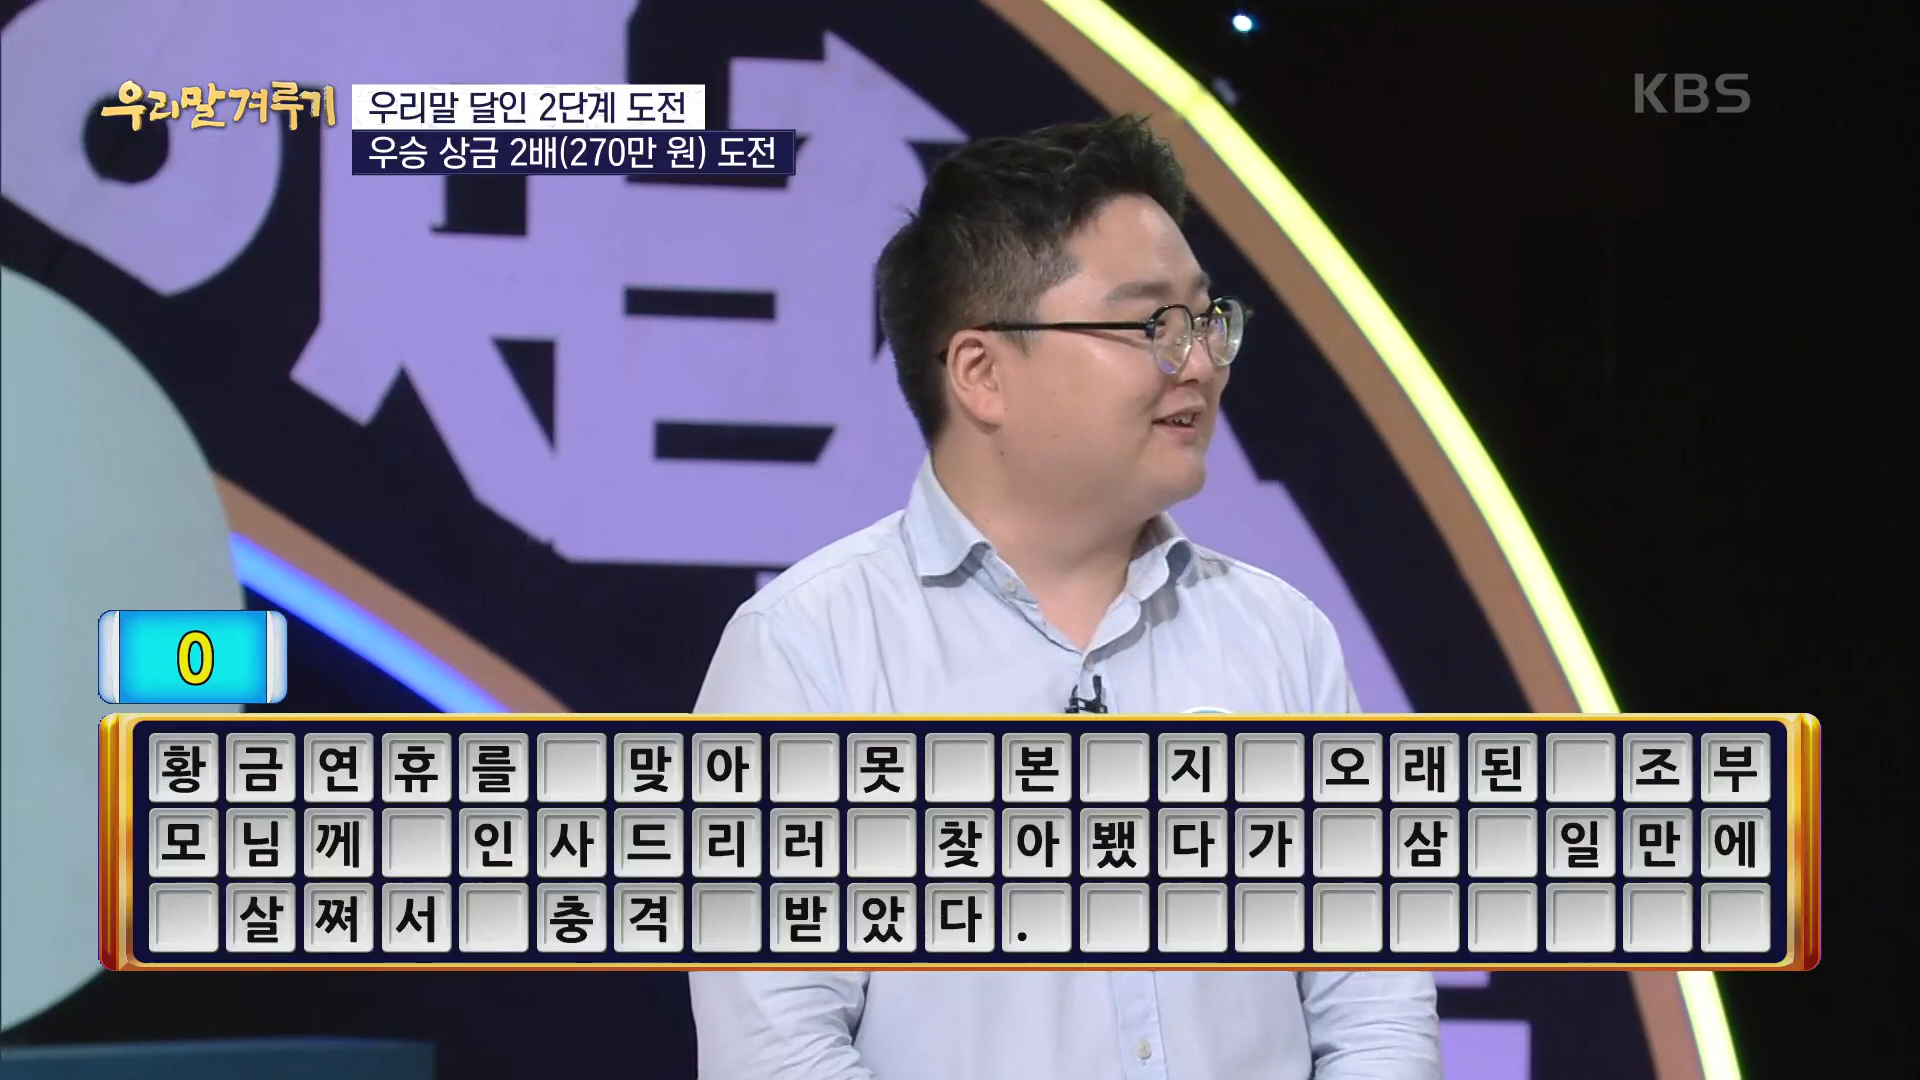 우리말 겨루기
우리말 달인 2단계 도전
우승 상금 2배(270만 원) 도전
KBS
0
황금연휴를 맞아 못 본 지 오래된 조부
모님께 인사드리러 찾아뵀다가 삼 일만에
살쪄서 충격 받았다.